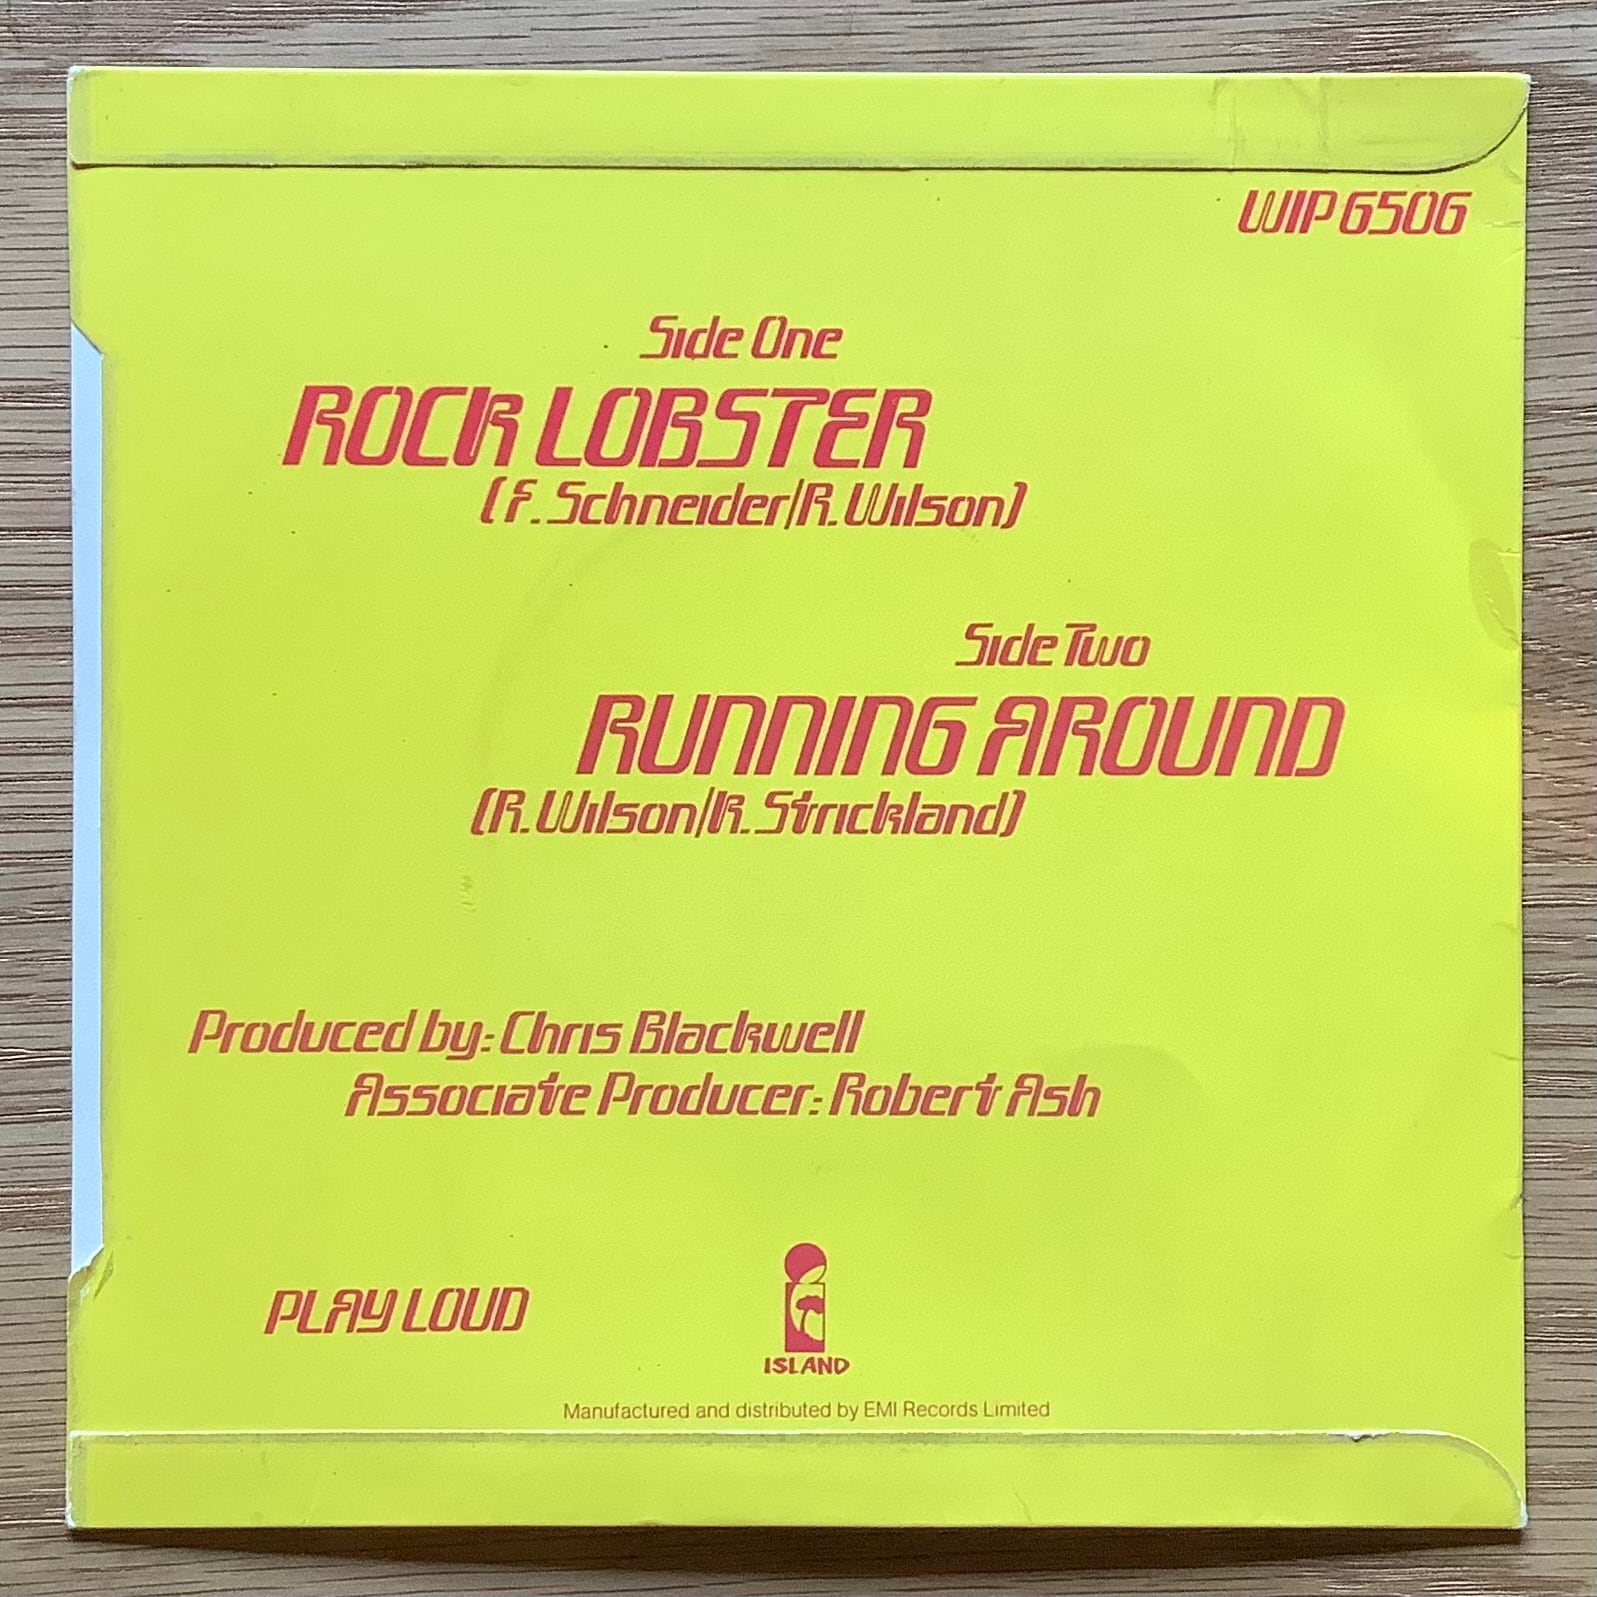 WIP 6506
Side One
ROCK LOBSTER
(F. Schneider/R. Wilson)
Side Two
RUNNING AROUND
(R. Wilson/K. Strickland)
Produced by: Chris Blackwell
Associate Producer: Robert Ash
PLAY LOUD
ISLAND
Manufactured and distributed by EMI Records Limited